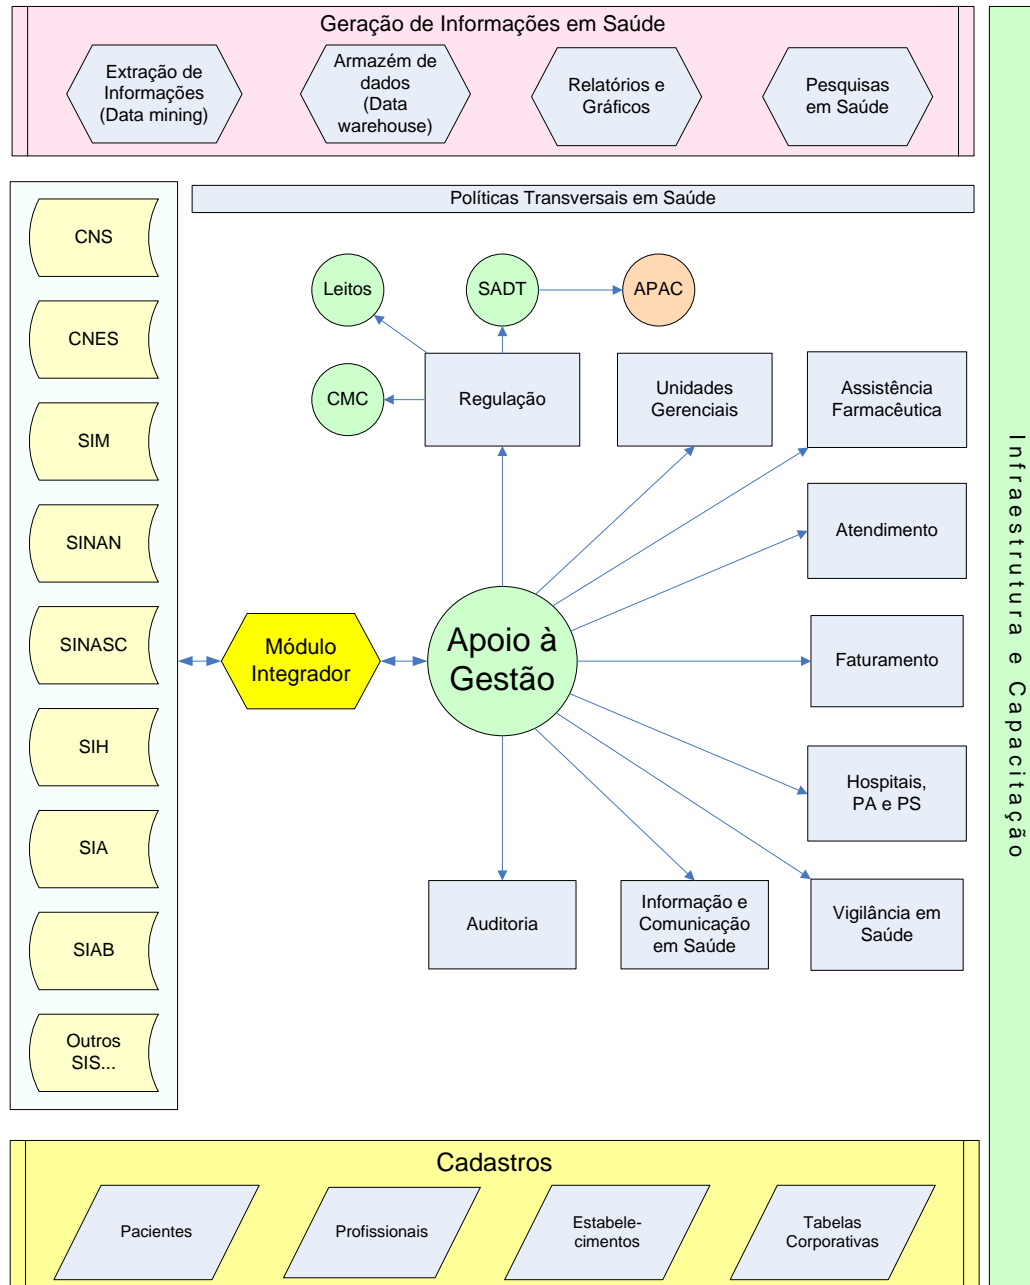 Geração de Informações em Saúde
Extração de
Informações
(Data mining)
Armazém de
dados
(Data
warehouse)
Relatórios e
Gráficos
Pesquisas
em Saúde
Políticas Transversais em Saúde
CNS
CNES
SIM
SINAN
SINASC
SIH
SIA
SIAB
Outros
SIS...
Leitos
SADT
APAC
CMC
Regulação
Unidades
Gerenciais
Assistência
Farmacêutica
Atendimento
Módulo
Integrador
Apoio à
Gestão
Faturamento
Hospitais,
PA e PS
Auditoria
Informação e
Comunicação
em Saúde
Vigilância em
Saúde
Infraestrutura e Capacitação
Cadastros
Pacientes
Profissionais
Estabele-
cimentos
Tabelas
Corporativas